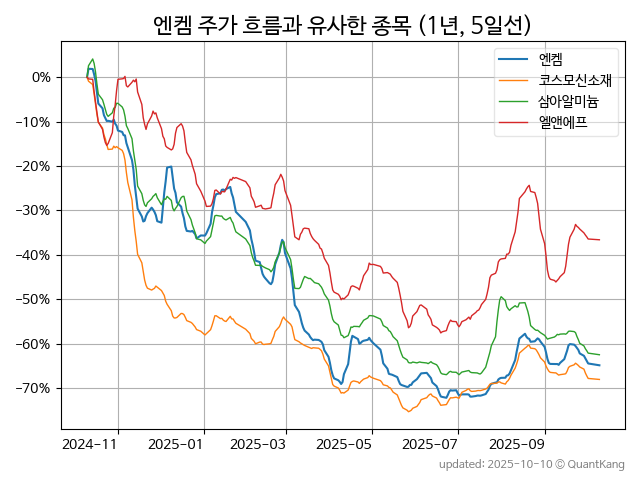 엔켐 주가 흐름과 유사한 종목 (1년, 5일선)
엔켐
코스모신소재
삼아알미늄
엘앤에프
0%
−10%
−20%
−30%
−40%
−50%
−60%
−70%
2024−11
2025−01
2025−03
2025−05
2025−07
2025−09
updated: 2025-10-10 © QuantKang